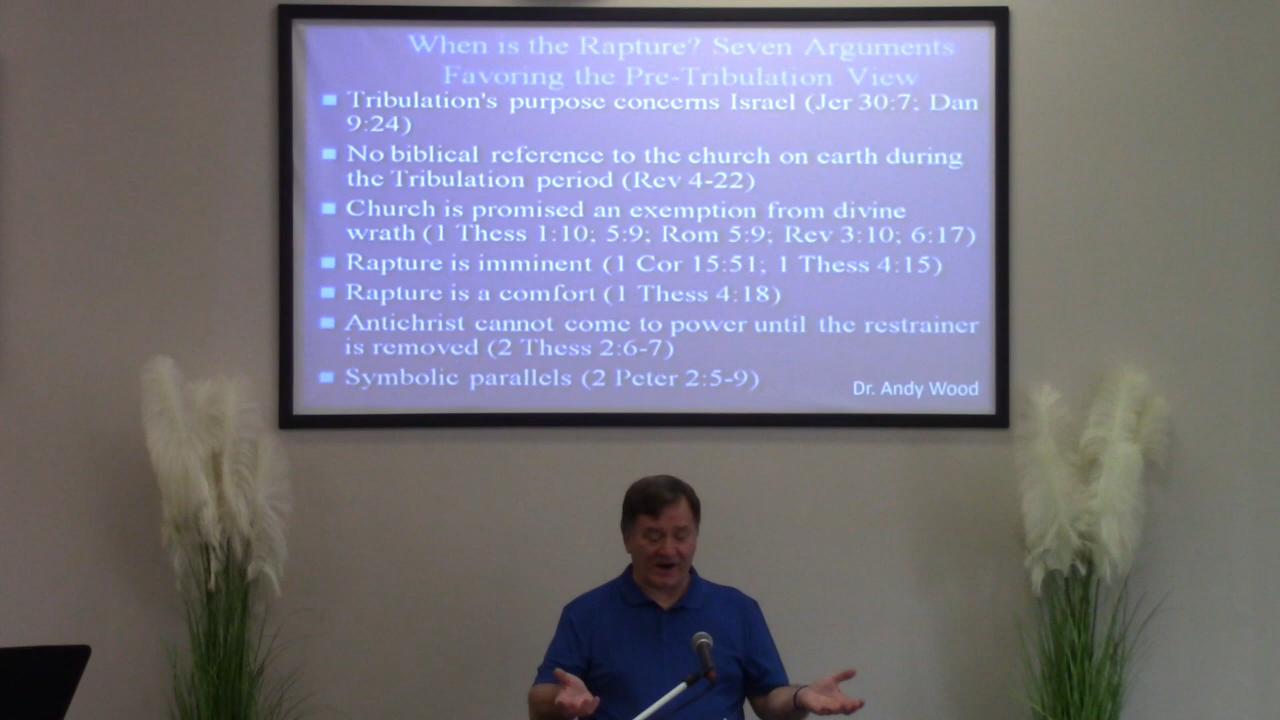 When is the Rapture? Seven Arguments
Favoring the Pre-Tribulation View
Tribulation's purpose concerns Israel (Jer 30:7; Dan
9:24)
No biblical reference to the church on earth during
the Tribulation period (Rev 4-22)
Church is promised an exemption from divine
wrath (1 Thess 1:10; 5:9; Rom 5:9; Rev 3:10; 6:17)
Rapture is imminent (1 Cor 15:51; 1 Thess 4:15)
Rapture is a comfort (1 Thess 4:18)
Antichrist cannot come to power until the restrainer
is removed (2 Thess 2:6-7)
Symbolic parallels (2 Peter 2:5-9)
Dr. Andy Wood